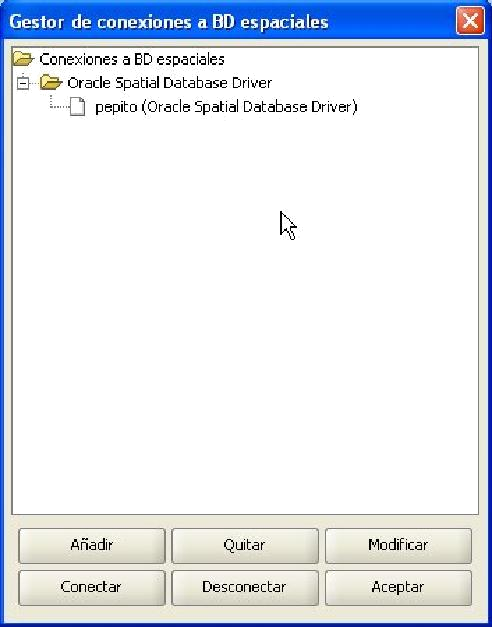 Gestor de conexiones a BD espaciales
Conexiones a BD espaciales
Oracle Spatial Database Driver
pepito (Oracle Spatial Database Driver)
Añadir
Quitar
Modificar
Conectar
Desconectar
Aceptar